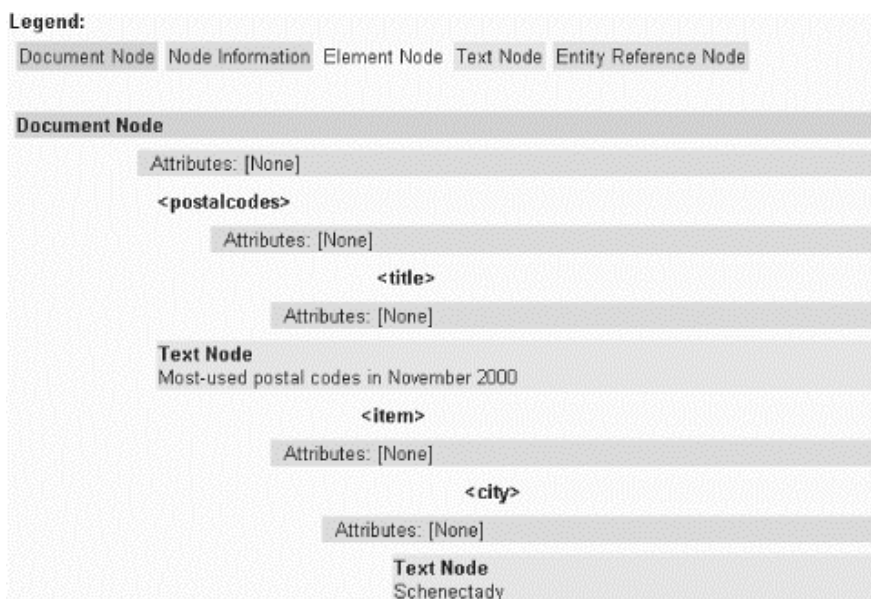 Legend:
Document Node Node Information Element Node Text Node Entity Reference Node
Document Node
Attributes: [None]
<postalcodes>
Attributes: [None]
<title>
Attributes: [None]
Text Node
Most-used postal codes in November 2000
<item>
Attributes: [None]
<city>
Attributes: [None]
Text Node
Schenectady